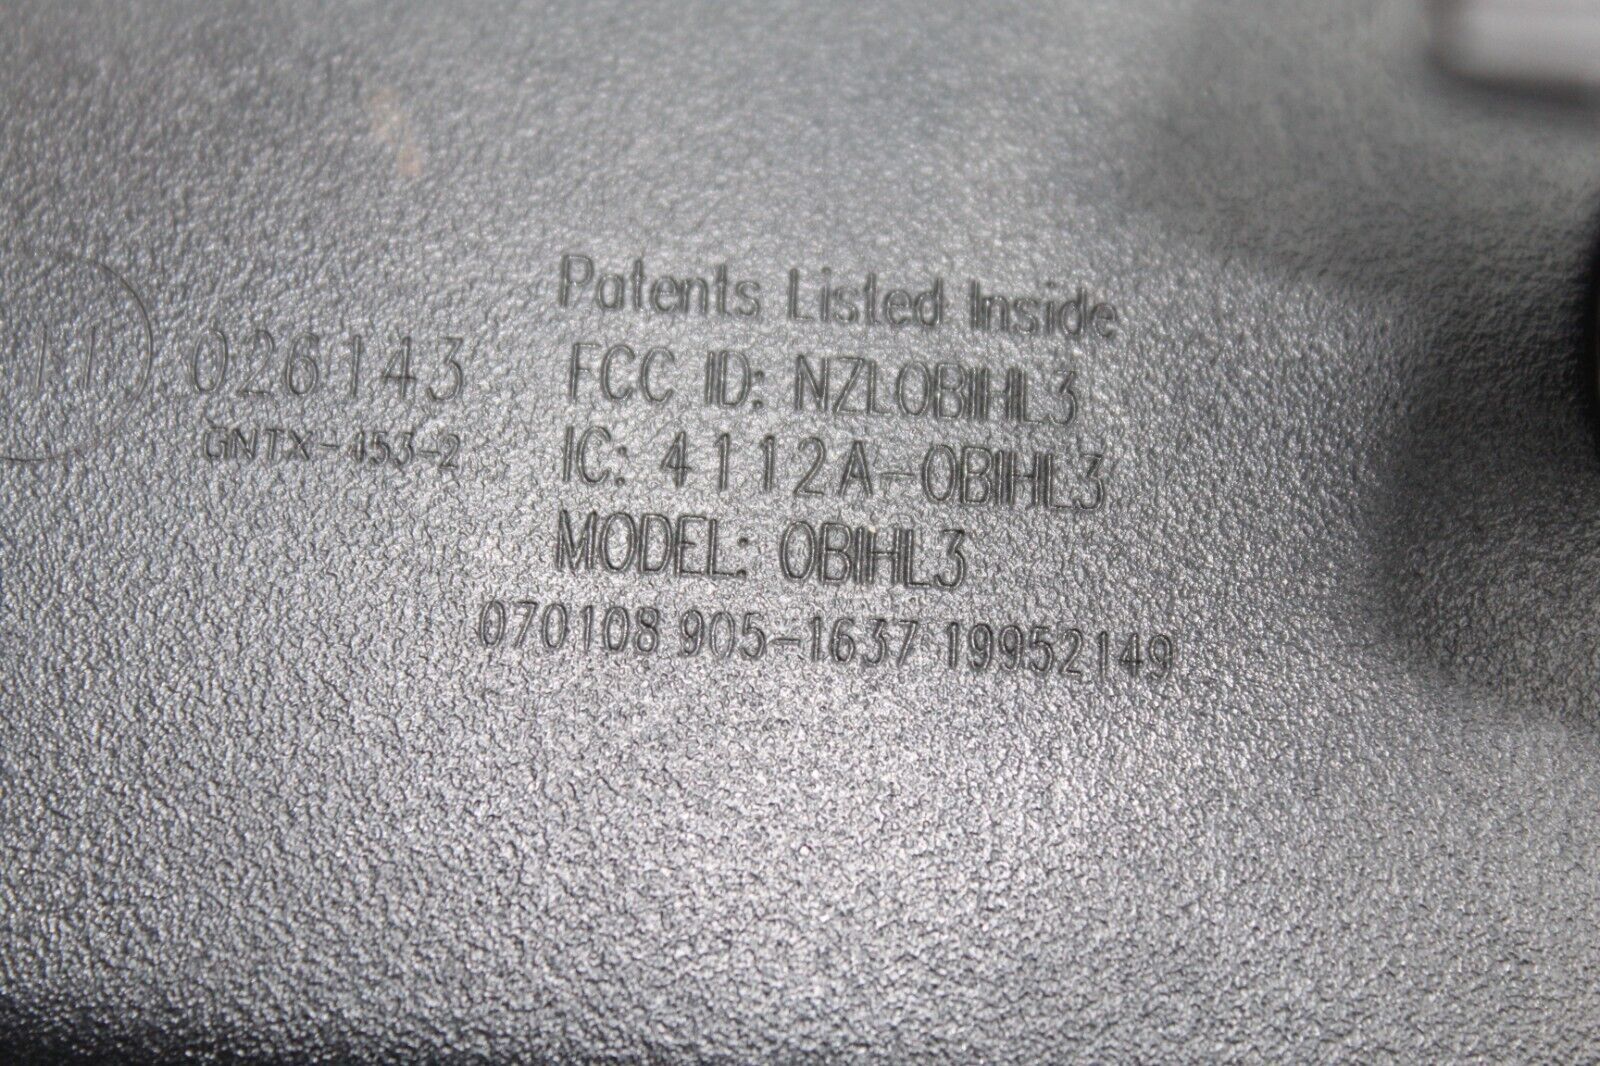 Patents Listed Inside
026143 FCC ID: NZLOBIHL3
GNTX-453-2 IC: 4112A-OBIHL3
MODEL: OBIHL3
070108 905-1637 19952149